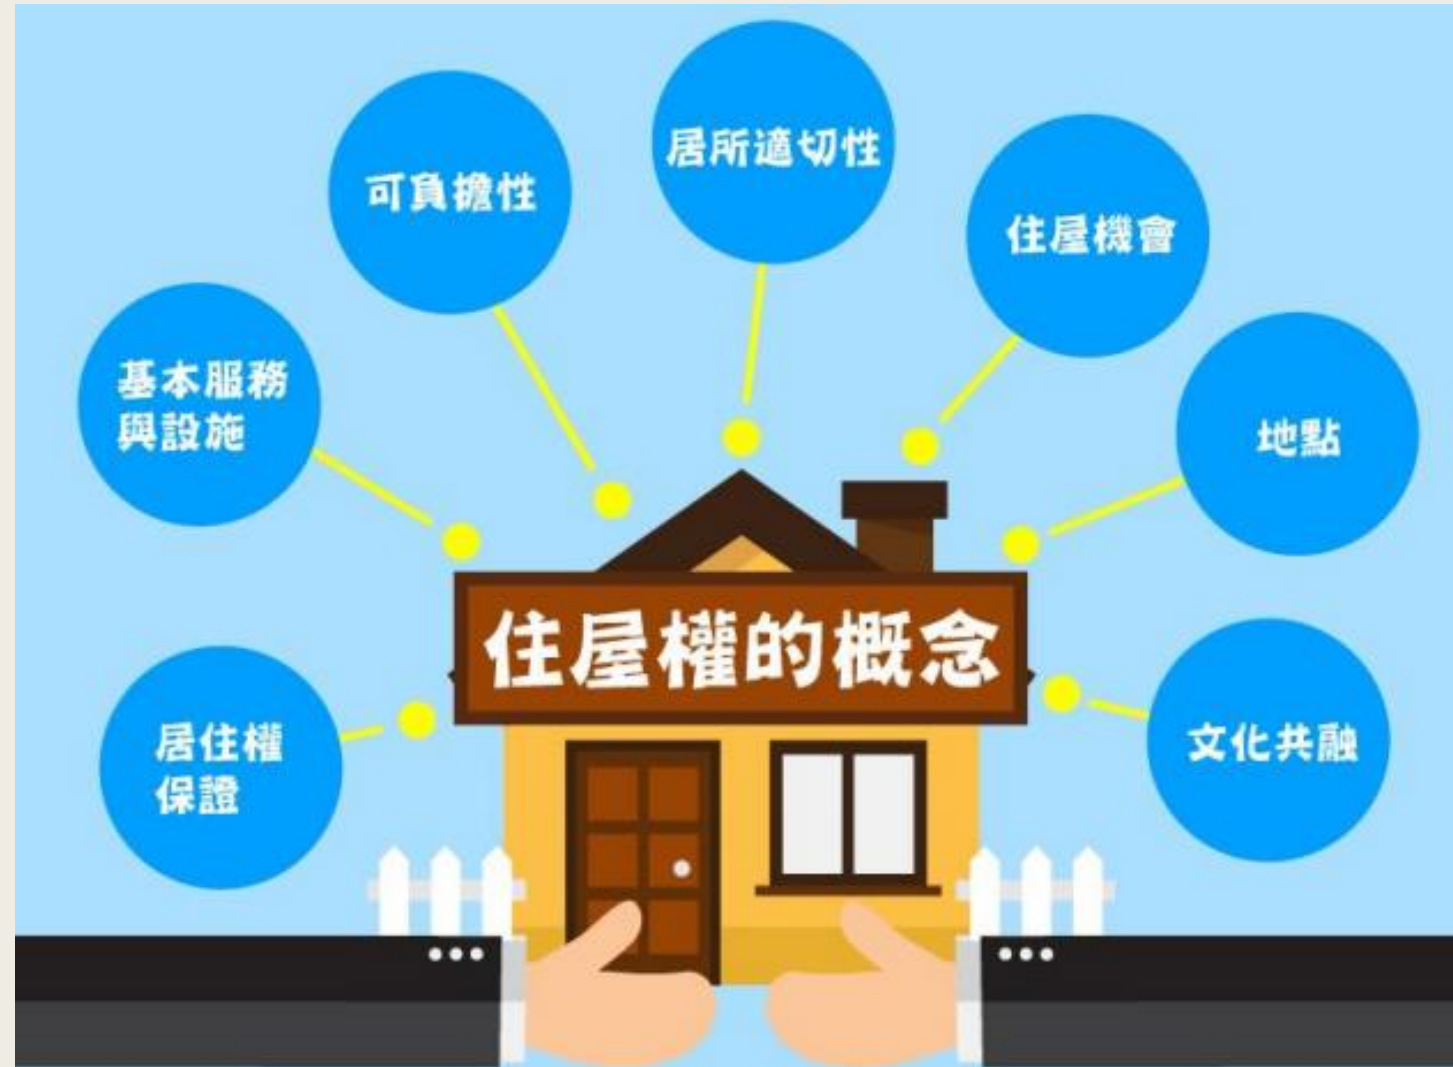 居所適切性
可負擔性
住屋機會
基本服務
與設施
地點
住屋權的概念
居住權
保證
文化共融